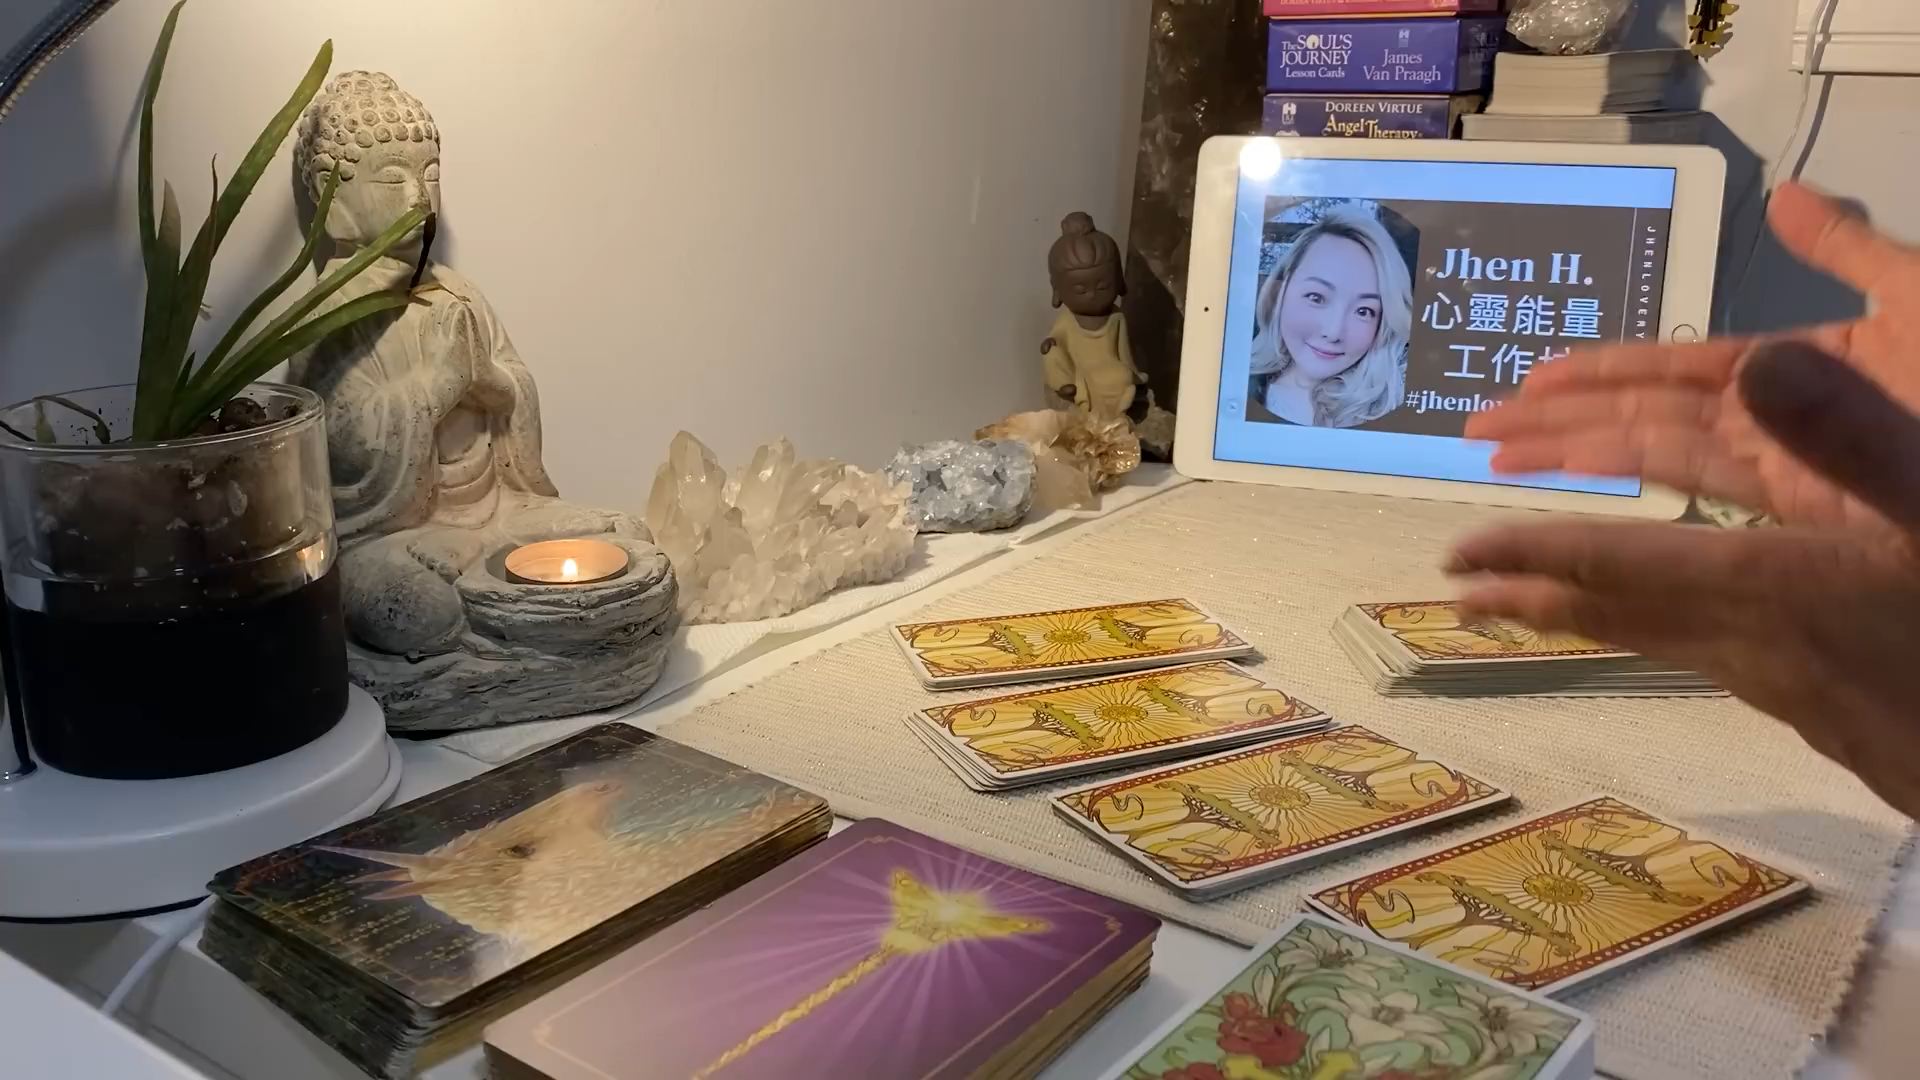 The SOUL'S
JOURNEY
Lesson Cards
James
Van Praagh
DOREEN VIRTUE
Angel Therapy
Jhen H.
心靈能量
工作
#jhenlo
JHENLOVERY